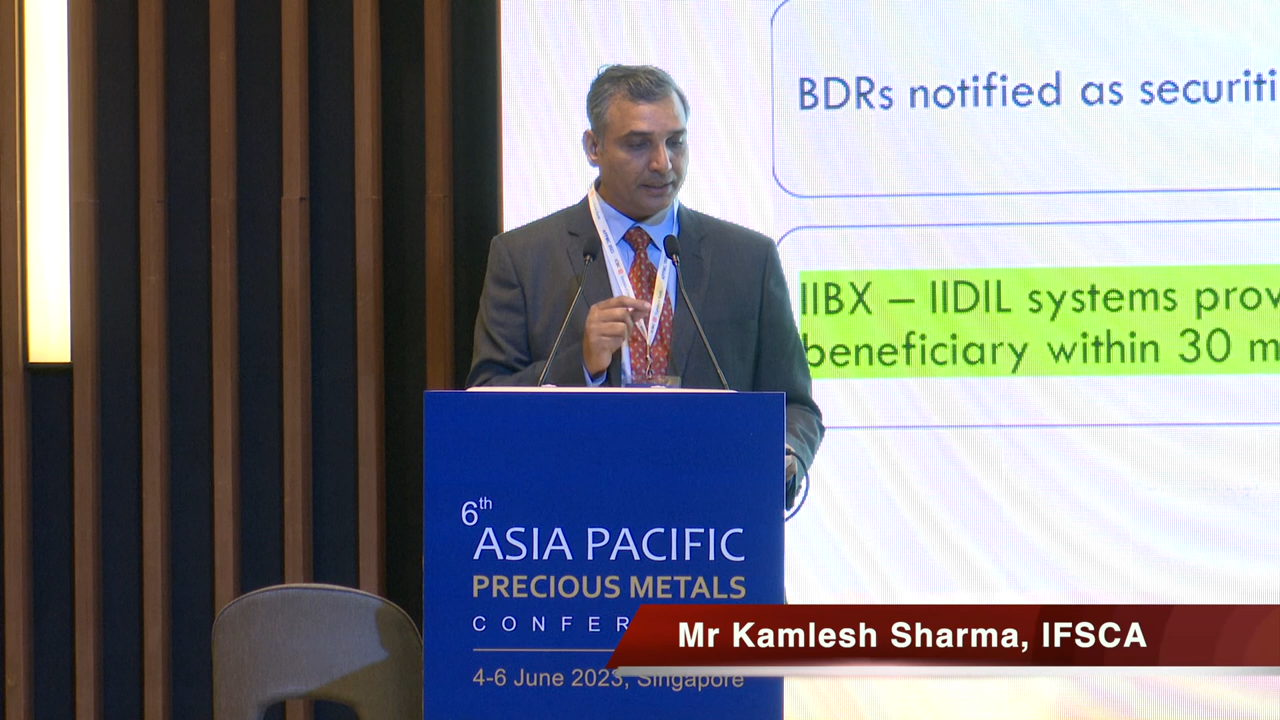 BDRs notified as securiti
IIBX – IIDIL systems prov
beneficiary within 30 m
6th
ASIA PACIFIC
PRECIOUS METALS
CONFER
4-6 June 2023, Singapore
Mr Kamlesh Sharma, IFSCA